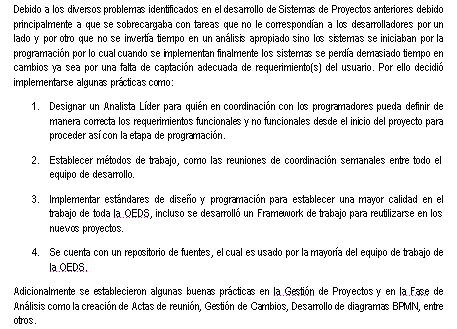 Debido a los diversos problemas identificados en el desarrollo de Sistemas de Proyectos anteriores debido
principalmente a que se sobrecargaba con tareas que no le correspondían a los desarrolladores por un
lado y por otro que no se invertía tiempo en un análisis apropiado sino los sistemas se iniciaban por la
programación por lo cual cuando se implementan finalmente los sistemas se perdía demasiado tiempo en
cambios ya sea por una falta de captación adecuada de requerimiento(s) del usuario. Por ello decidió
implementarse algunas prácticas como:
1. Designar un Analista Líder para quién en coordinación con los programadores pueda definir de
manera correcta los requerimientos funcionales y no funcionales desde el inicio del proyecto para
proceder así con la etapa de programación.
2. Establecer métodos de trabajo, como las reuniones de coordinación semanales entre todo el
equipo de desarrollo.
3. Implementar estándares de diseño y programación para establecer una mayor calidad en el
trabajo de toda la OEDS, incluso se desarrolló un Framework de trabajo para reutilizarse en los
nuevos proyectos.
4. Se cuenta con un repositorio de fuentes, el cual es usado por la mayoría del equipo de trabajo de
la OEDS.
Adicionalmente se establecieron algunas buenas prácticas en la Gestión de Proyectos y en la Fase de
Análisis como la creación de Actas de reunión, Gestión de Cambios, Desarrollo de diagramas BPMN, entre
otros.